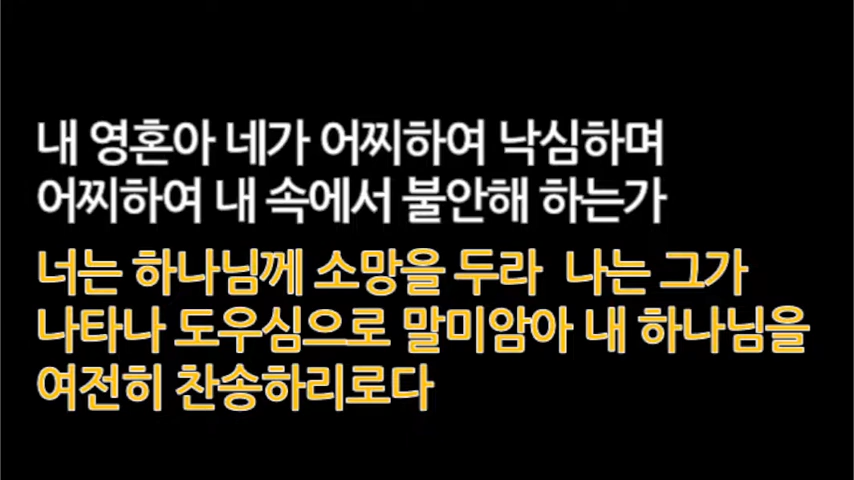 내 영혼아 네가 어찌하여 낙심하며
어찌하여 내 속에서 불안해 하는가
너는 하나님께 소망을 두라 나는 그가
나타나 도우심으로 말미암아 내 하나님을
여전히 찬송하리로다